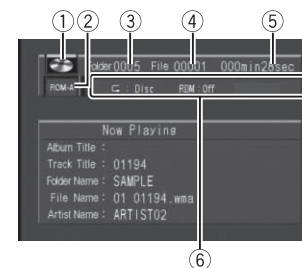 ① ② ③ ④ ⑤
Folder 0005 File 00001 000min28sec
ROM-A
Disc RDM : Off
Now Playing
Album Title :
Track Title : 01194
Folder Name : SAMPLE
File Name : 01 01194.wma
Artist Name : ARTIST02
⑥